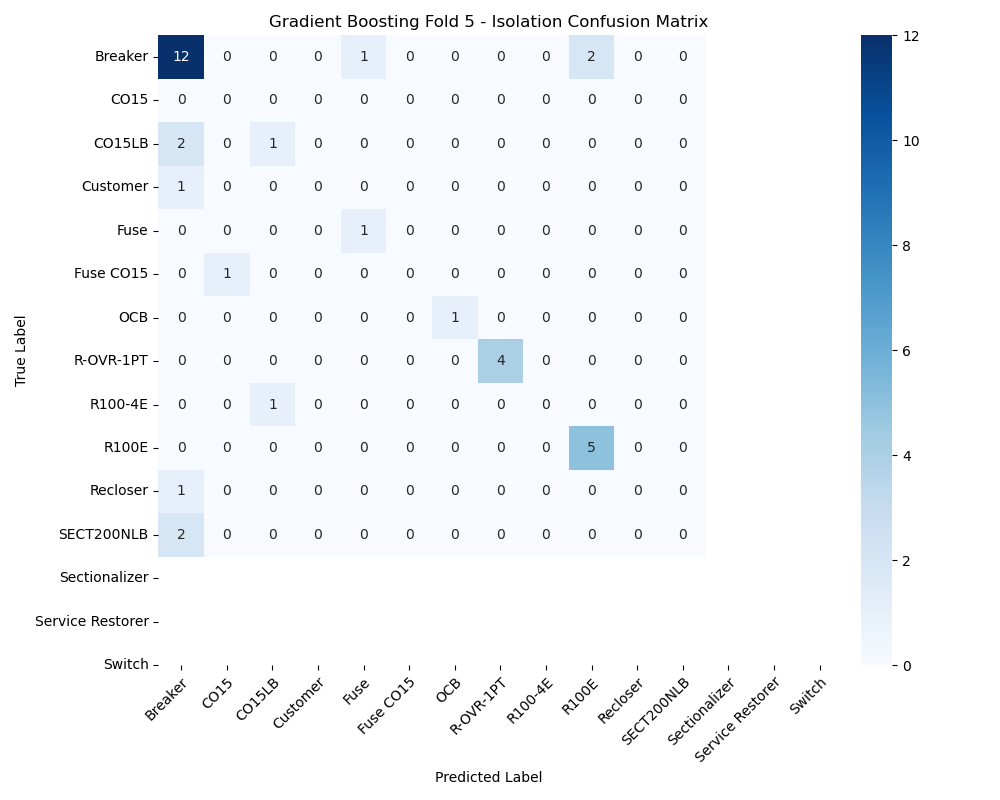 Gradient Boosting Fold 5 - Isolation Confusion Matrix
True Label
Breaker 12 0 0 0 1 0 0 0 0 2 0 0
CO15 0 0 0 0 0 0 0 0 0 0 0 0
CO15LB 2 0 1 0 0 0 0 0 0 0 0 0
Customer 1 0 0 0 0 0 0 0 0 0 0 0
Fuse 0 0 0 0 1 0 0 0 0 0 0 0
Fuse CO15 0 1 0 0 0 0 0 0 0 0 0 0
OCB 0 0 0 0 0 0 1 0 0 0 0 0
R-OVR-1PT 0 0 0 0 0 0 0 4 0 0 0 0
R100-4E 0 0 1 0 0 0 0 0 0 0 0 0
R100E 0 0 0 0 0 0 0 0 0 5 0 0
Recloser 1 0 0 0 0 0 0 0 0 0 0 0
SECT200NLB 2 0 0 0 0 0 0 0 0 0 0 0
Sectionalizer
Service Restorer
Switch
Breaker
CO15
CO15LB
Customer
Fuse
Fuse CO15
OCB
R-OVR-1PT
R100-4E
R100E
Recloser
SECT200NLB
Sectionalizer
Service Restorer
Switch
Predicted Label
12
10
8
6
4
2
0